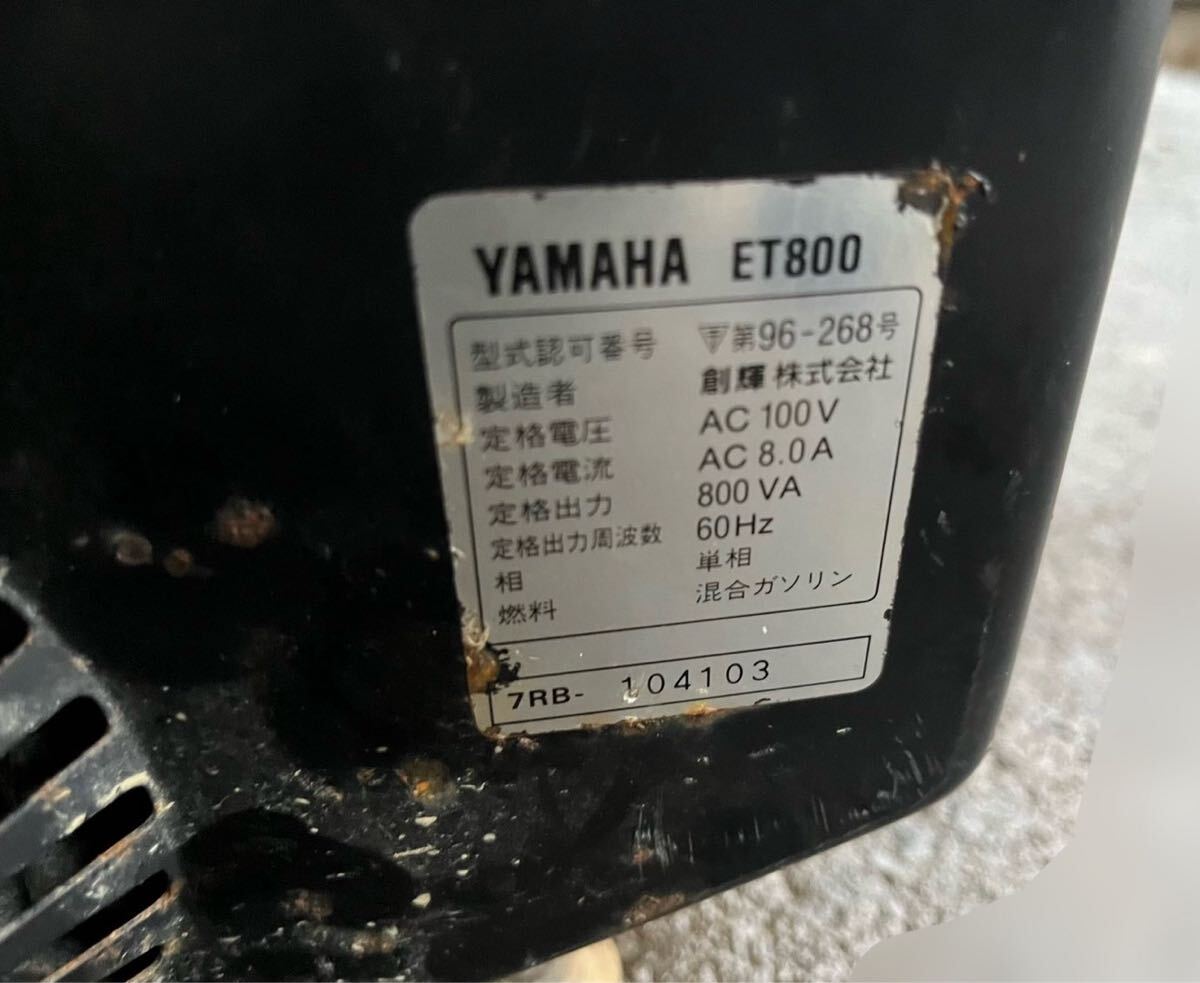 YAMAHA ET800
型式認可番号 第96-268号
製造者 創輝株式会社
定格電圧 AC 100V
定格電流 AC 8.0A
定格出力 800 VA
定格出力周波数 60Hz
相 単相
燃料 混合ガソリン
7RB- 104103